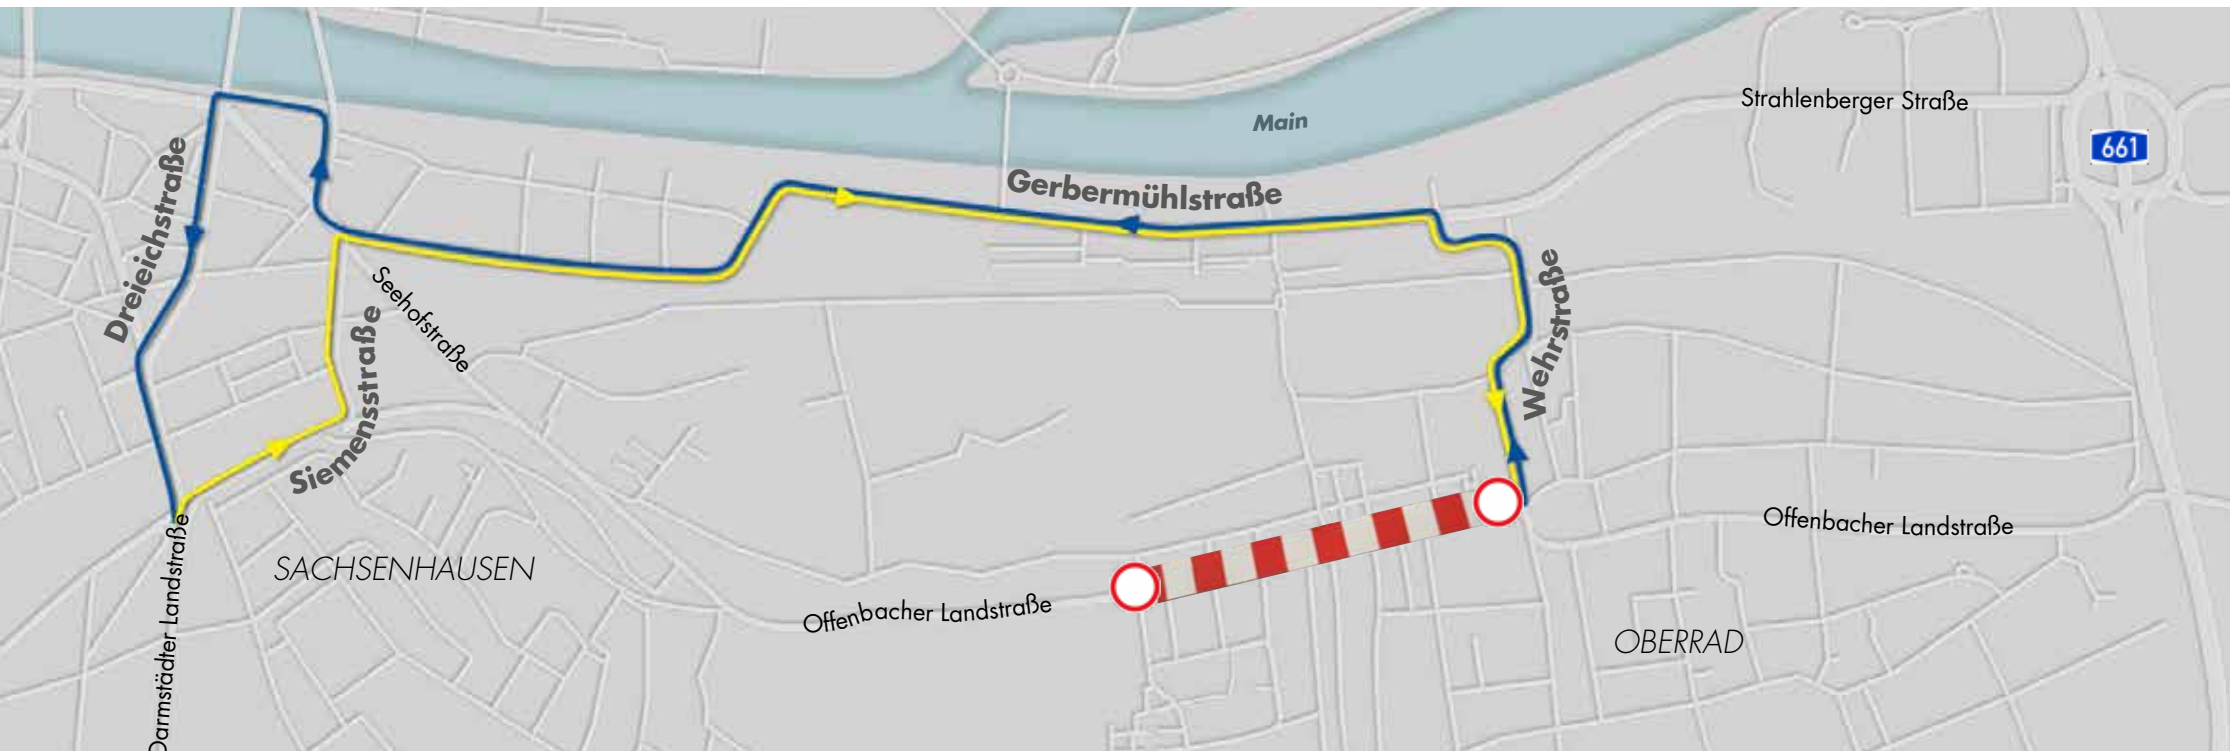 Strahlenberger Straße
Main
661
Dreieichstraße
Gerbermühlstraße
Seehofstraße
Wehrstraße
Siemensstraße
Offenbacher Landstraße
SACHSENHAUSEN
Offenbacher Landstraße
OBERRAD
Darmstädter Landstraße